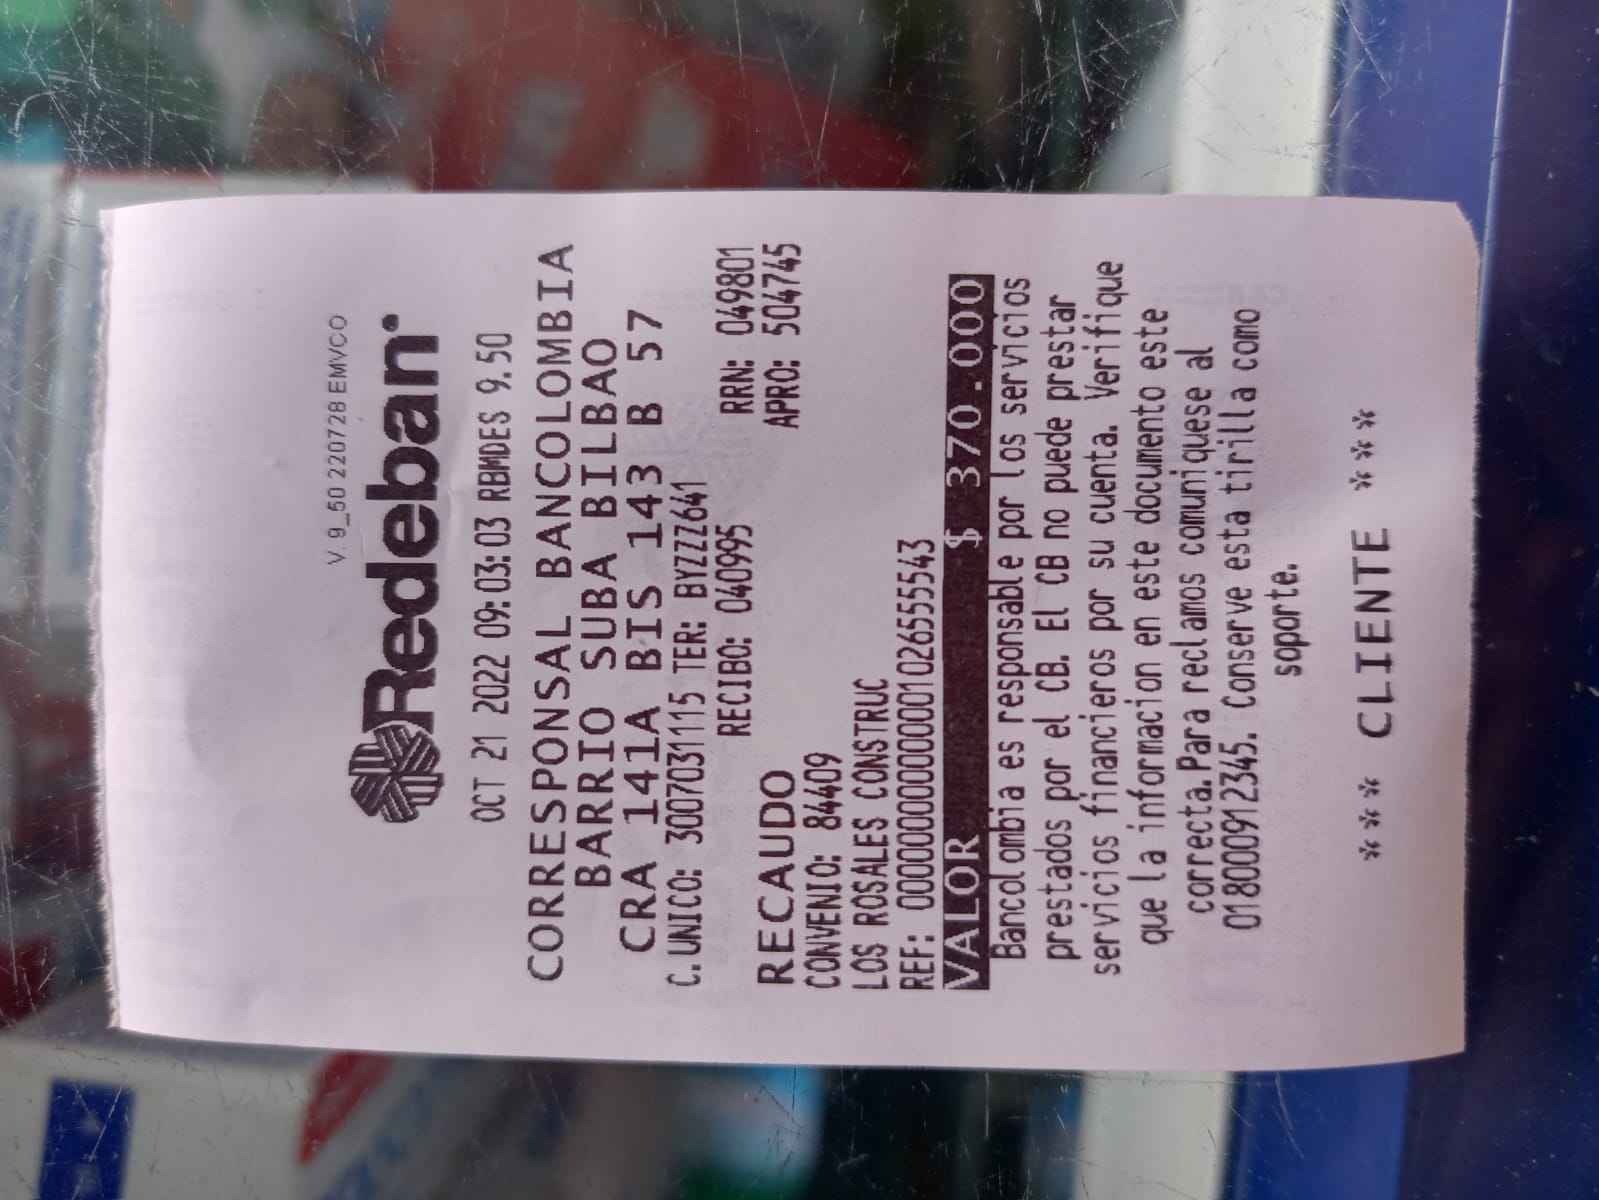 V. 9_50 220728 EMVCO
Redeban
OCT 21 2022 09:03:03 RBMDES 9.50
CORRESPONSAL BANCOLOMBIA
BARRIO SUBA BILBAO
CRA 141A BIS 143 B 57
C. UNICO: 3007031115 TER: BYZZZ641
RECIBO: 040995 RRN: 049801
APRO: 504745
RECAUDO
CONVENIO: 84409
LOS ROSALES CONSTRUC
REF: 00000000000001026555543
VALOR $ 370.000
Bancolombia es responsable por los servicios
prestados por el CB. El CB no puede prestar
servicios financieros por su cuenta. Verifique
que la informacion en este documento este
correcta. Para reclamos comuniquese al
018000912345. Conserve esta tirilla como
soporte.
*** CLIENTE ***